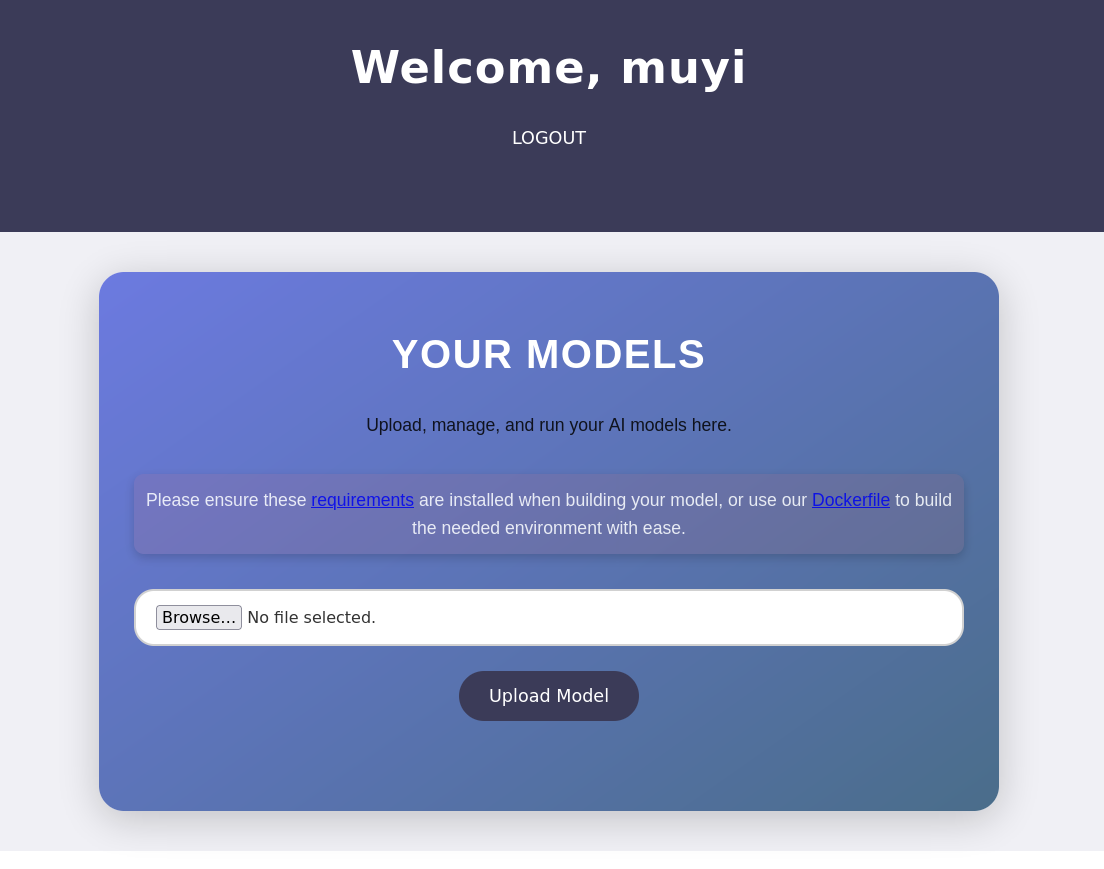 Welcome, muyi
LOGOUT
YOUR MODELS
Upload, manage, and run your AI models here.
Please ensure these requirements are installed when building your model, or use our Dockerfile to build
the needed environment with ease.
Browse... No file selected.
Upload Model